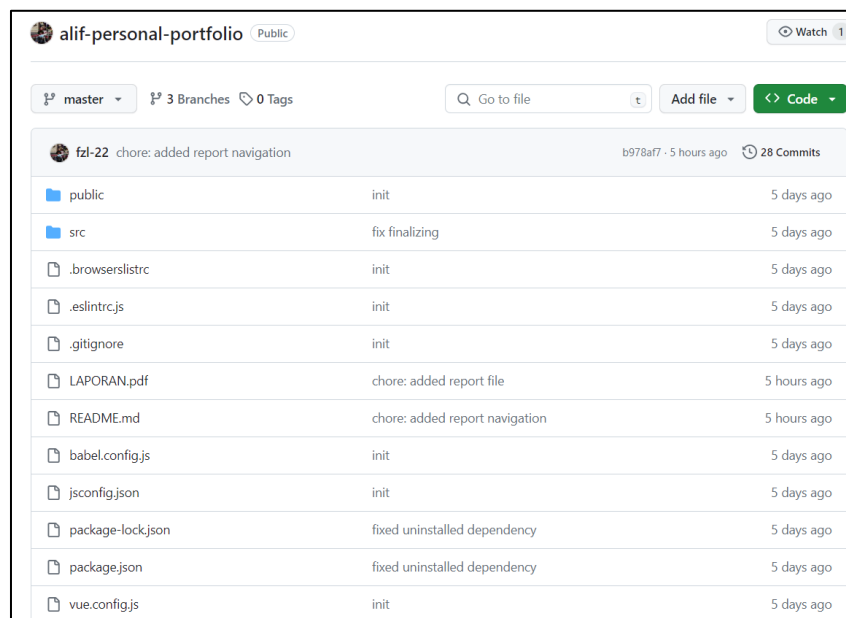 alif-personal-portfolio Public Watch 1
master 3 Branches 0 Tags Go to file t Add file Code
fzl-22 chore: added report navigation b978af7 · 5 hours ago 28 Commits
public init 5 days ago
src fix finalizing 5 days ago
.browserslistrc init 5 days ago
.eslintrc.js init 5 days ago
.gitignore init 5 days ago
LAPORAN.pdf chore: added report file 5 hours ago
README.md chore: added report navigation 5 hours ago
babel.config.js init 5 days ago
jsconfig.json init 5 days ago
package-lock.json fixed uninstalled dependency 5 days ago
package.json fixed uninstalled dependency 5 days ago
vue.config.js init 5 days ago